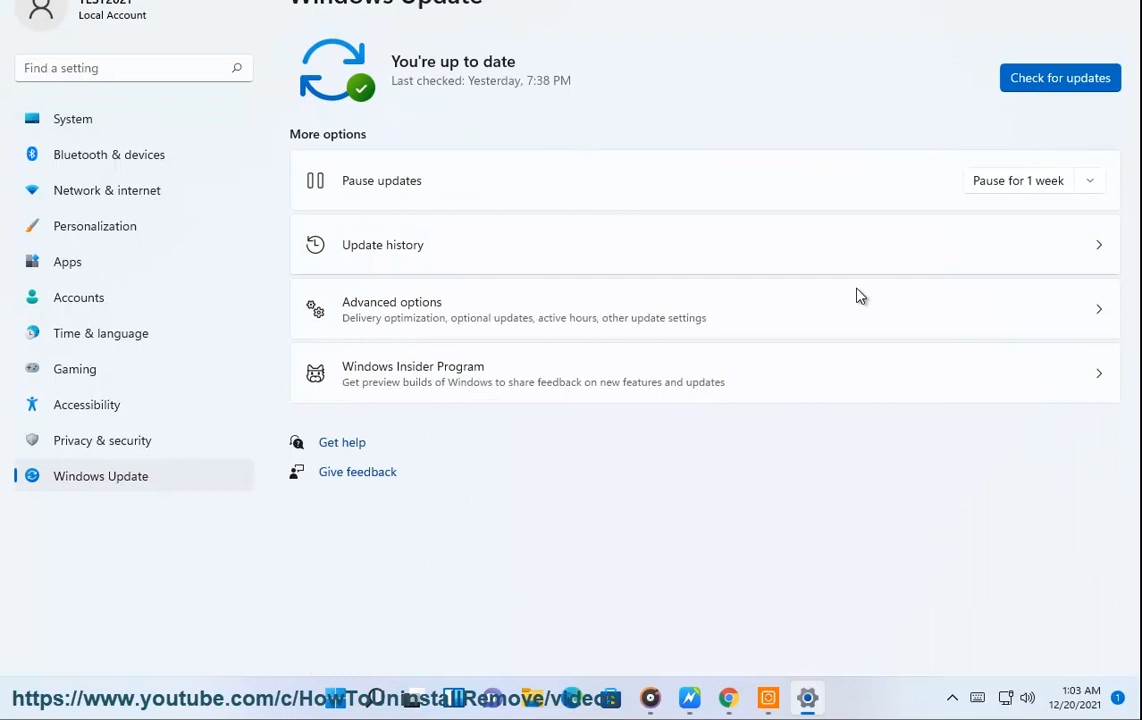 Windows Update
TEST2021
Local Account
Find a setting
System
Bluetooth & devices
Network & internet
Personalization
Apps
Accounts
Time & language
Gaming
Accessibility
Privacy & security
Windows Update
You're up to date
Last checked: Yesterday, 7:38 PM
Check for updates
More options
Pause updates
Pause for 1 week
Update history
Advanced options
Delivery optimization, optional updates, active hours, other update settings
Windows Insider Program
Get preview builds of Windows to share feedback on new features and updates
Get help
Give feedback
https://www.youtube.com/c/HowToUninstallRemove/videos
1:03 AM
12/20/2021
1